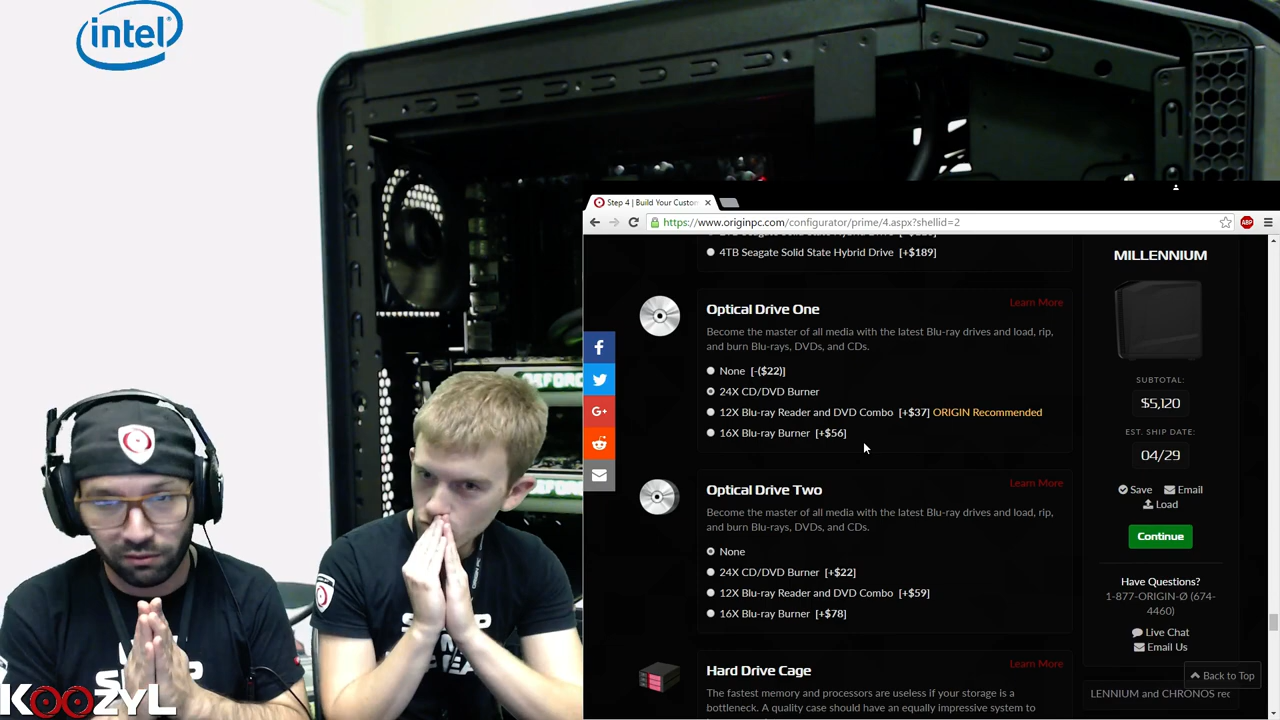 intel
Step 4 | Build Your Custom
https://www.originpc.com/configurator/prime/4.aspx?shellid=2
ABP
4TB Seagate Solid State Hybrid Drive [+$189]
Optical Drive One
Learn More
Become the master of all media with the latest Blu-ray drives and load, rip,
and burn Blu-rays, DVDs, and CDs.
None [-($22)]
24X CD/DVD Burner
12X Blu-ray Reader and DVD Combo [+$37] ORIGIN Recommended
16X Blu-ray Burner [+$56]
Optical Drive Two
Learn More
Become the master of all media with the latest Blu-ray drives and load, rip,
and burn Blu-rays, DVDs, and CDs.
None
24X CD/DVD Burner [+$22]
12X Blu-ray Reader and DVD Combo [+$59]
16X Blu-ray Burner [+$78]
Hard Drive Cage
Learn More
The fastest memory and processors are useless if your storage is a
bottleneck. A quality case should have an equally impressive system to
MILLENNIUM
SUBTOTAL:
$5,120
EST. SHIP DATE:
04/29
Save Email
Load
Continue
Have Questions?
1-877-ORIGIN-Ø (674-
4460)
Live Chat
Email Us
Back to Top
LENNIUM and CHRONOS rec
KOOZYL